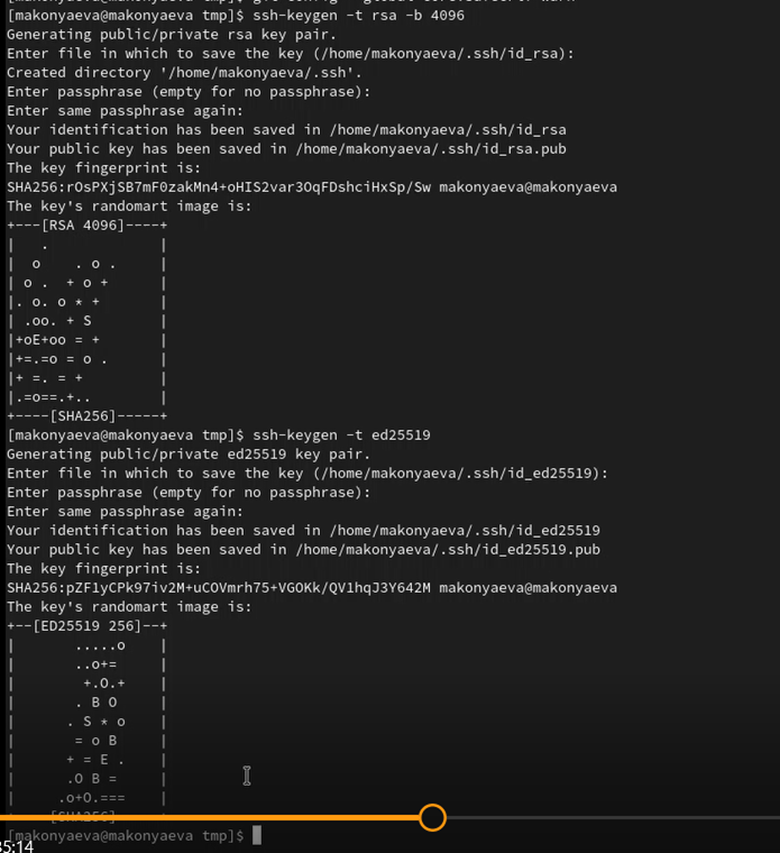 [makonyaeva@makonyaeva tmp]$ ssh-keygen -t rsa -b 4096
Generating public/private rsa key pair.
Enter file in which to save the key (/home/makonyaeva/.ssh/id_rsa):
Created directory '/home/makonyaeva/.ssh'.
Enter passphrase (empty for no passphrase):
Enter same passphrase again:
Your identification has been saved in /home/makonyaeva/.ssh/id_rsa
Your public key has been saved in /home/makonyaeva/.ssh/id_rsa.pub
The key fingerprint is:
SHA256:rOsPXjSB7mF0zakMn4+oHIS2var3OqFDshciHxSp/Sw makonyaeva@makonyaeva
The key's randomart image is:
+---[RSA 4096]----+
|    .            |
|   o    . o .    |
|  o .  + o +     |
|. o. o * +       |
| .oo. + S        |
|+oE+oo = +       |
|+=.=o = o .      |
|+ =. = +         |
|.=o==.+..        |
+----[SHA256]-----+
[makonyaeva@makonyaeva tmp]$ ssh-keygen -t ed25519
Generating public/private ed25519 key pair.
Enter file in which to save the key (/home/makonyaeva/.ssh/id_ed25519):
Enter passphrase (empty for no passphrase):
Enter same passphrase again:
Your identification has been saved in /home/makonyaeva/.ssh/id_ed25519
Your public key has been saved in /home/makonyaeva/.ssh/id_ed25519.pub
The key fingerprint is:
SHA256:pZF1yCPk97iv2M+uCOVmrh75+VGOKk/QV1hqJ3Y642M makonyaeva@makonyaeva
The key's randomart image is:
+--[ED25519 256]--+
|       .....o    |
|       ..o+=     |
|        +.O.+    |
|       . B O     |
|      . S * o    |
|       = o B     |
|      + = E .    |
|      .O B =     |
|     .o+O.===    |
[SHA256]
[makonyaeva@makonyaeva tmp]$
5:14